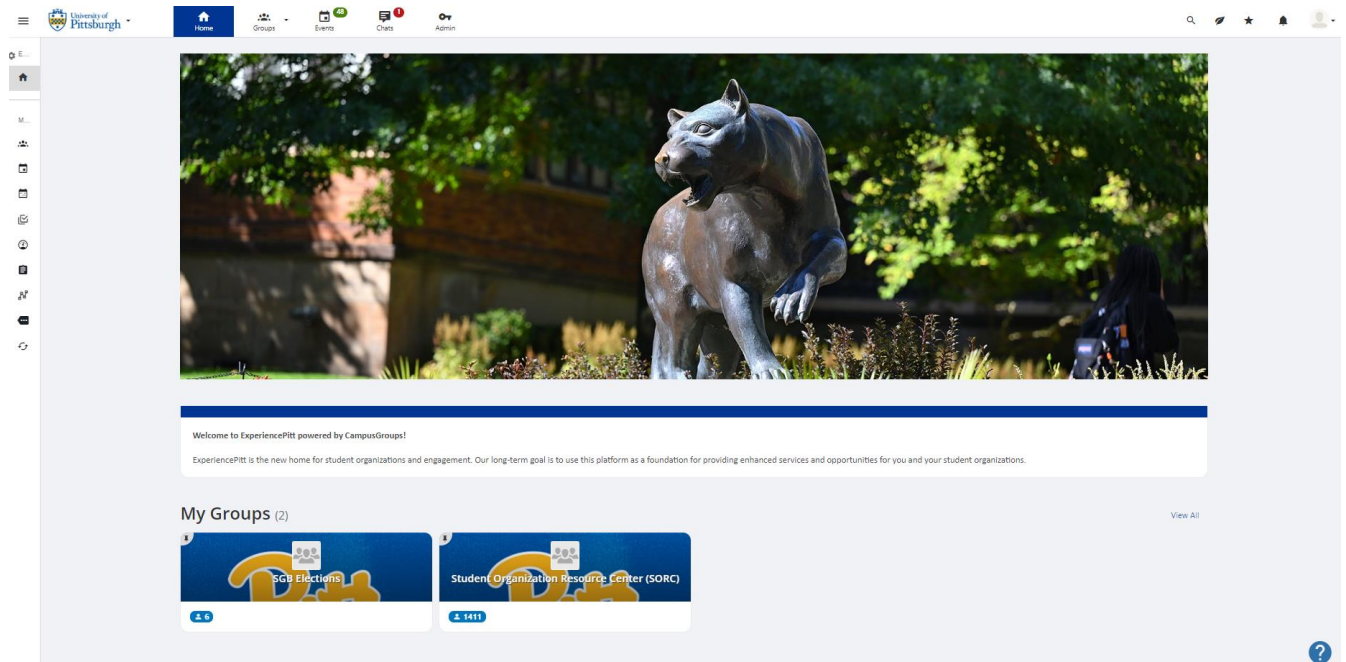 University of
Pittsburgh
Home
Groups
Events
48
Chats
1
Admin
E...
M...
Welcome to ExperiencePitt powered by CampusGroups!
ExperiencePitt is the new home for student organizations and engagement. Our long-term goal is to use this platform as a foundation for providing enhanced services and opportunities for you and your student organizations.
My Groups (2)
View All
Pitt
SGB Elections
6
Pitt
Student Organization Resource Center (SORC)
1411
?